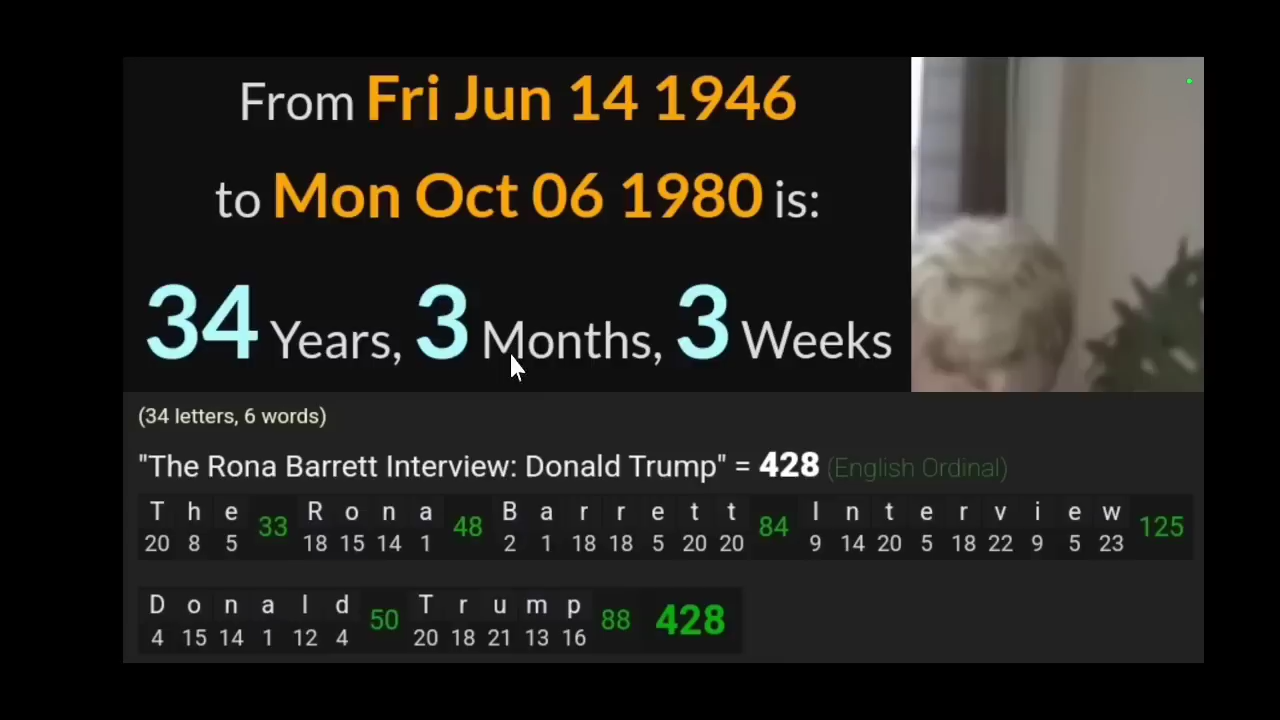 From Fri Jun 14 1946
to Mon Oct 06 1980 is:
34 Years, 3 Months, 3 Weeks
(34 letters, 6 words)
"The Rona Barrett Interview: Donald Trump" = 428 (English Ordinal)
T h e 33 R o n a 48 B a r r e t t 84 I n t e r v i e w 125
20 8 5 18 15 14 1 2 1 18 18 5 20 20 9 14 20 5 18 22 9 5 23
D o n a l d 50 T r u m p 88 428
4 15 14 1 12 4 20 18 21 13 16